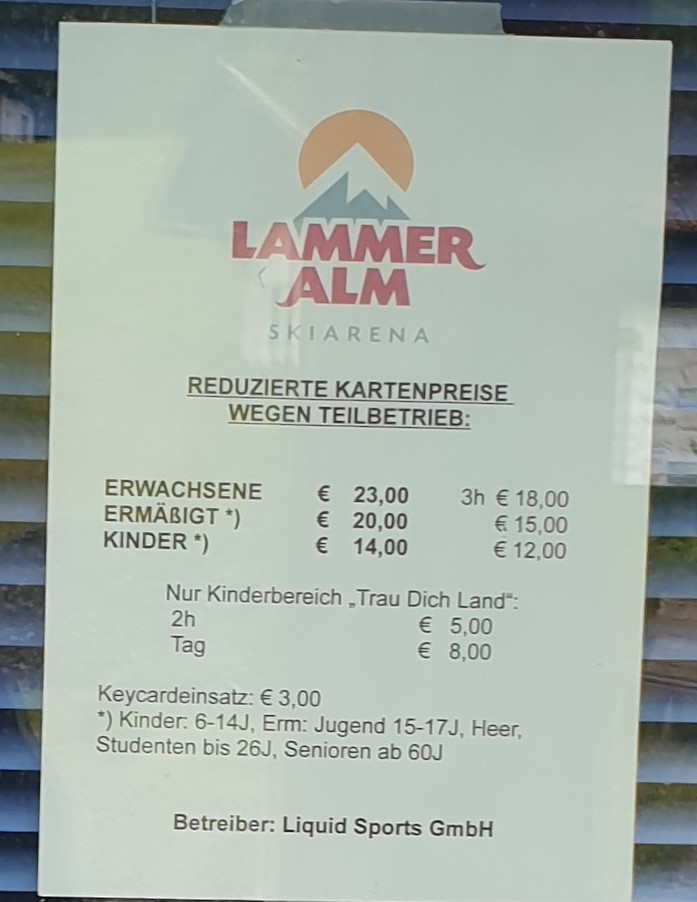 LAMMER
ALM
SKIARENA
REDUZIERTE KARTENPREISE
WEGEN TEILBETRIEB:
ERWACHSENE € 23,00 3h € 18,00
ERMÄßIGT *) € 20,00 € 15,00
KINDER *) € 14,00 € 12,00
Nur Kinderbereich „Trau Dich Land“:
2h € 5,00
Tag € 8,00
Keycardeinsatz: € 3,00
*) Kinder: 6-14J, Erm: Jugend 15-17J, Heer,
Studenten bis 26J, Senioren ab 60J
Betreiber: Liquid Sports GmbH